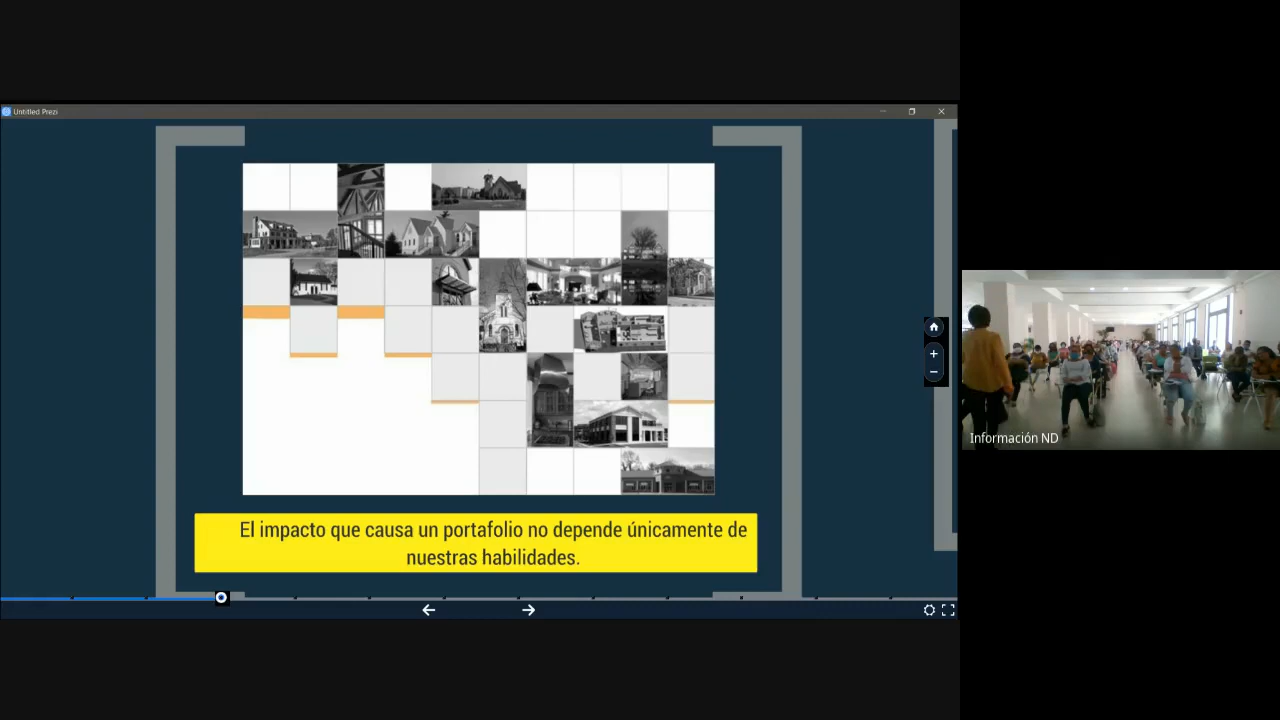 Untitled Prezi
El impacto que causa un portafolio no depende únicamente de
nuestras habilidades.
Información ND